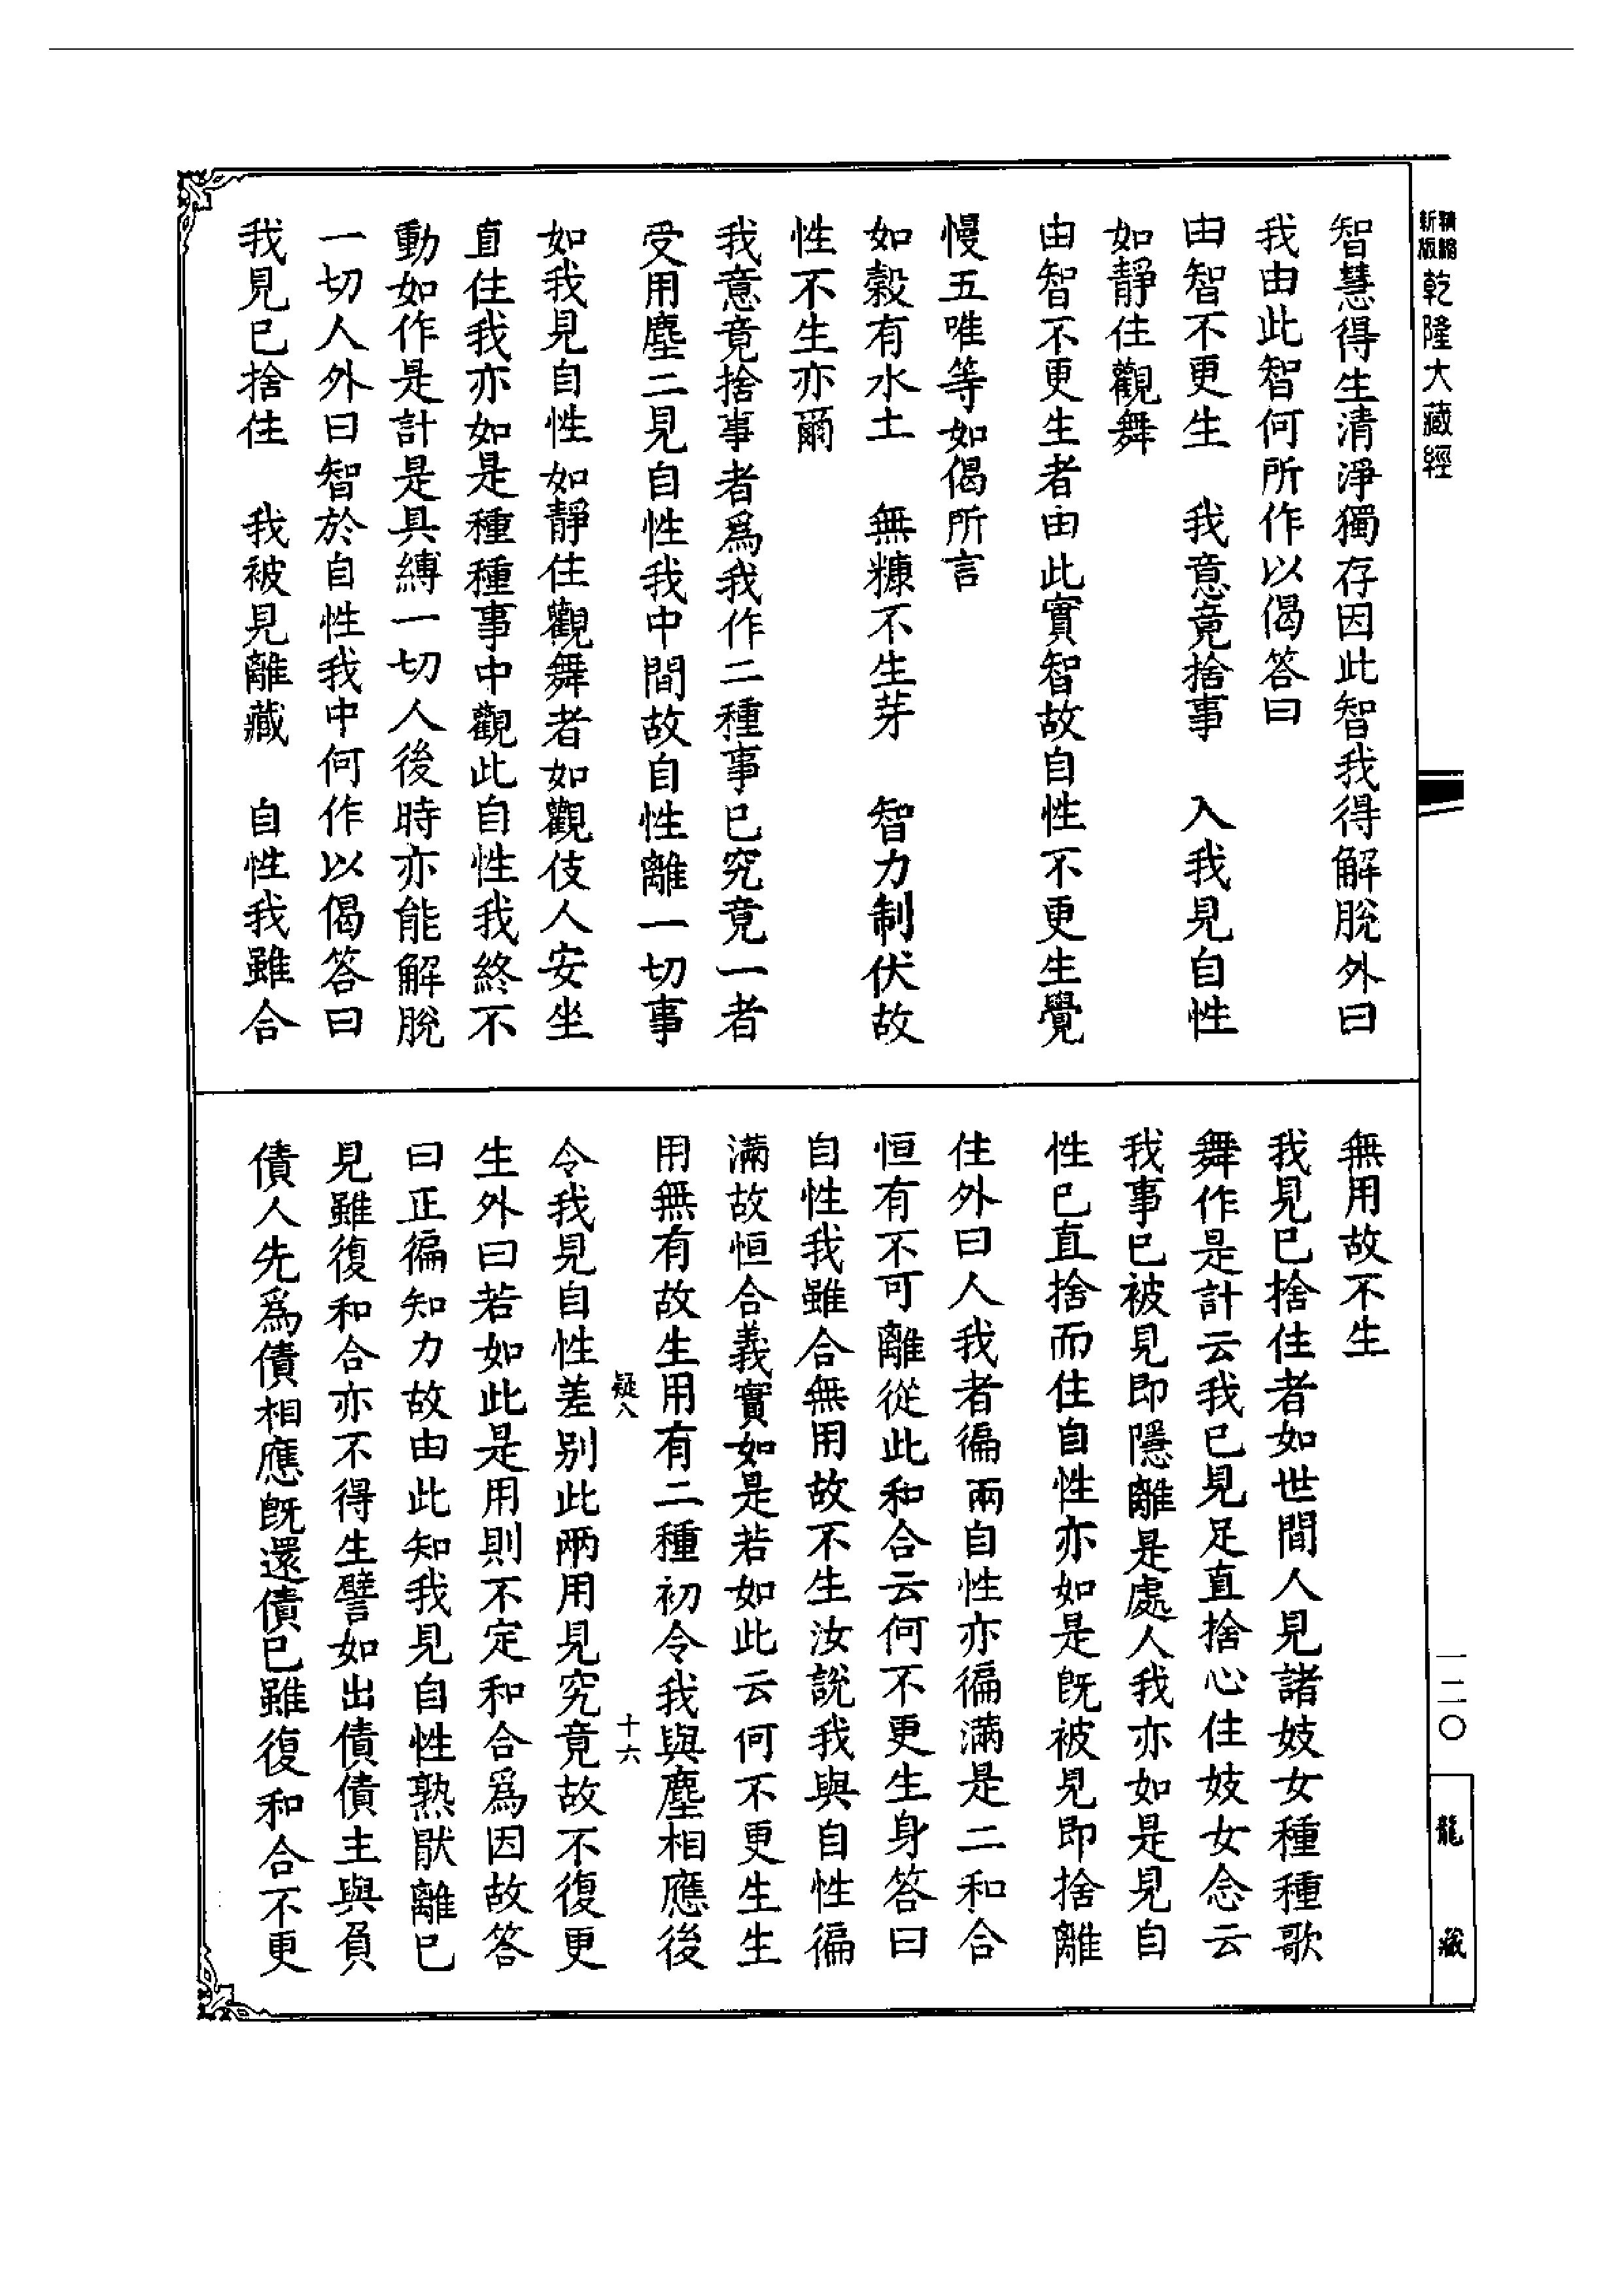 精縮新版乾隆大藏經
智慧得生清淨獨存因此智我得解脫外曰
我由此智何所作以偈答曰
由智不更生　我意竟捨事　入我見自性
如靜住觀舞
由智不更生者由此實智故自性不更生覺
慢五唯等如偈所言
如穀有水土　無糠不生芽　智力制伏故
性不生亦爾
我意竟捨事者爲我作二種事已究竟一者
受用塵二見自性我中間故自性離一切事
如我見自性如靜住觀舞者如觀伎人安坐
直住我亦如是種種事中觀此自性我終不
動如作是計是具縛一切人後時亦能解脫
一切人外曰智於自性我中何作以偈答曰
我見已捨住　我被見離藏　自性我雖合
無用故不生
我見已捨住者如世間人見諸妓女種種歌
舞作是計云我已見足直捨心住妓女念云
我事已被見即隱離是處人我亦如是見自
性已直捨而住自性亦如是既被見即捨離
住外曰人我者徧兩自性亦徧滿是二和合
恒有不可離從此和合云何不更生身答曰
自性我雖合無用故不生汝說我與自性徧
滿故恒合義實如是若如此云何不更生生
用無有故生用有二種初令我與塵相應後
疑八　十六
令我見自性差別此兩用見究竟故不復更
生外曰若如此是用則不定和合爲因故答
曰正徧知力故由此知我見自性熟猒離已
見雖復和合亦不得生譬如出債債主與負
債人先爲債相應既還債已雖復和合不更
一二〇
龍藏